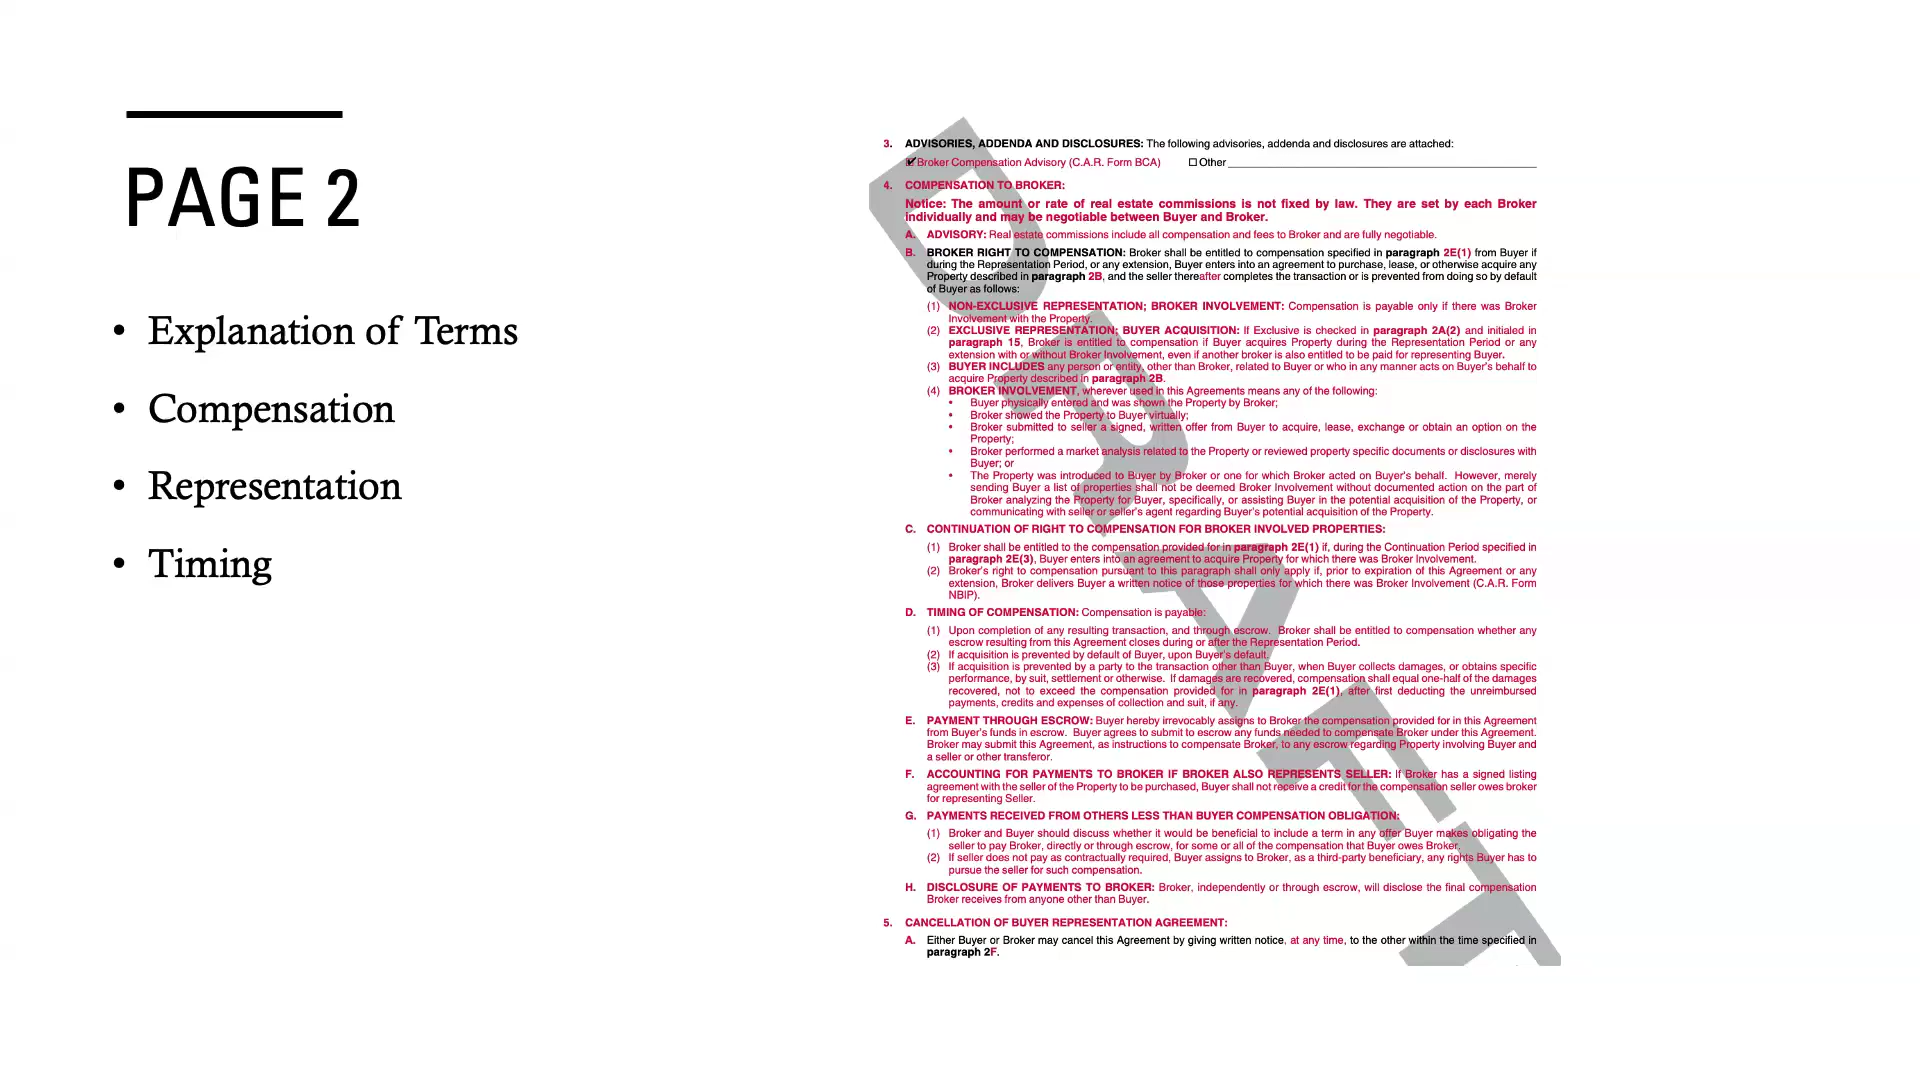 PAGE 2
• Explanation of Terms
• Compensation
• Representation
• Timing
3. ADVISORIES, ADDENDA AND DISCLOSURES: The following advisories, addenda and disclosures are attached:
Broker Compensation Advisory (C.A.R. Form BCA) Other
4. COMPENSATION TO BROKER:
Notice: The amount or rate of real estate commissions is not fixed by law. They are set by each Broker
individually and may be negotiable between Buyer and Broker.
A. ADVISORY: Real estate commissions include all compensation and fees to Broker and are fully negotiable.
B. BROKER RIGHT TO COMPENSATION: Broker shall be entitled to compensation specified in paragraph 2E(1) from Buyer if
during the Representation Period, or any extension, Buyer enters into an agreement to purchase, lease, or otherwise acquire any
Property described in paragraph 2B, and the seller thereafter completes the transaction or is prevented from doing so by default
of Buyer as follows:
(1) NON-EXCLUSIVE REPRESENTATION; BROKER INVOLVEMENT: Compensation is payable only if there was Broker
Involvement with the Property.
(2) EXCLUSIVE REPRESENTATION; BUYER ACQUISITION: If Exclusive is checked in paragraph 2A(2) and initialed in
paragraph 15, Broker is entitled to compensation if Buyer acquires Property during the Representation Period or any
extension with or without Broker Involvement, even if another broker is also entitled to be paid for representing Buyer.
(3) BUYER INCLUDES any person or entity, other than Broker, related to Buyer or who in any manner acts on Buyer's behalf to
acquire Property described in paragraph 2B.
(4) BROKER INVOLVEMENT, wherever used in this Agreements means any of the following:
• Buyer physically entered and was shown the Property by Broker;
• Broker showed the Property to Buyer virtually;
• Broker submitted to seller a signed, written offer from Buyer to acquire, lease, exchange or obtain an option on the
Property;
• Broker performed a market analysis related to the Property or reviewed property specific documents or disclosures with
Buyer; or
• The Property was introduced to Buyer by Broker or one for which Broker acted on Buyer's behalf. However, merely
sending Buyer a list of properties shall not be deemed Broker Involvement without documented action on the part of
Broker analyzing the Property for Buyer, specifically, or assisting Buyer in the potential acquisition of the Property, or
communicating with seller or seller's agent regarding Buyer's potential acquisition of the Property.
C. CONTINUATION OF RIGHT TO COMPENSATION FOR BROKER INVOLVED PROPERTIES:
(1) Broker shall be entitled to the compensation provided for in paragraph 2E(1) if, during the Continuation Period specified in
paragraph 2E(3), Buyer enters into an agreement to acquire Property for which there was Broker Involvement.
(2) Broker's right to compensation pursuant to this paragraph shall only apply if, prior to expiration of this Agreement or any
extension, Broker delivers Buyer a written notice of those properties for which there was Broker Involvement (C.A.R. Form
NBIP).
D. TIMING OF COMPENSATION: Compensation is payable:
(1) Upon completion of any resulting transaction, and through escrow. Broker shall be entitled to compensation whether any
escrow resulting from this Agreement closes during or after the Representation Period.
(2) If acquisition is prevented by default of Buyer, upon Buyer's default.
(3) If acquisition is prevented by a party to the transaction other than Buyer, when Buyer collects damages, or obtains specific
performance, by suit, settlement or otherwise. If damages are recovered, compensation shall equal one-half of the damages
recovered, not to exceed the compensation provided for in paragraph 2E(1), after first deducting the unreimbursed
payments, credits and expenses of collection and suit, if any.
E. PAYMENT THROUGH ESCROW: Buyer hereby irrevocably assigns to Broker the compensation provided for in this Agreement
from Buyer's funds in escrow. Buyer agrees to submit to escrow any funds needed to compensate Broker under this Agreement.
Broker may submit this Agreement, as instructions to compensate Broker, to any escrow regarding Property involving Buyer and
a seller or other transferor.
F. ACCOUNTING FOR PAYMENTS TO BROKER IF BROKER ALSO REPRESENTS SELLER: If Broker has a signed listing
agreement with the seller of the Property to be purchased, Buyer shall not receive a credit for the compensation seller owes broker
for representing Seller.
G. PAYMENTS RECEIVED FROM OTHERS LESS THAN BUYER COMPENSATION OBLIGATION:
(1) Broker and Buyer should discuss whether it would be beneficial to include a term in any offer Buyer makes obligating the
seller to pay Broker, directly or through escrow, for some or all of the compensation that Buyer owes Broker.
(2) If seller does not pay as contractually required, Buyer assigns to Broker, as a third-party beneficiary, any rights Buyer has to
pursue the seller for such compensation.
H. DISCLOSURE OF PAYMENTS TO BROKER: Broker, independently or through escrow, will disclose the final compensation
Broker receives from anyone other than Buyer.
5. CANCELLATION OF BUYER REPRESENTATION AGREEMENT:
A. Either Buyer or Broker may cancel this Agreement by giving written notice, at any time, to the other within the time specified in
paragraph 2F.
DRAFT